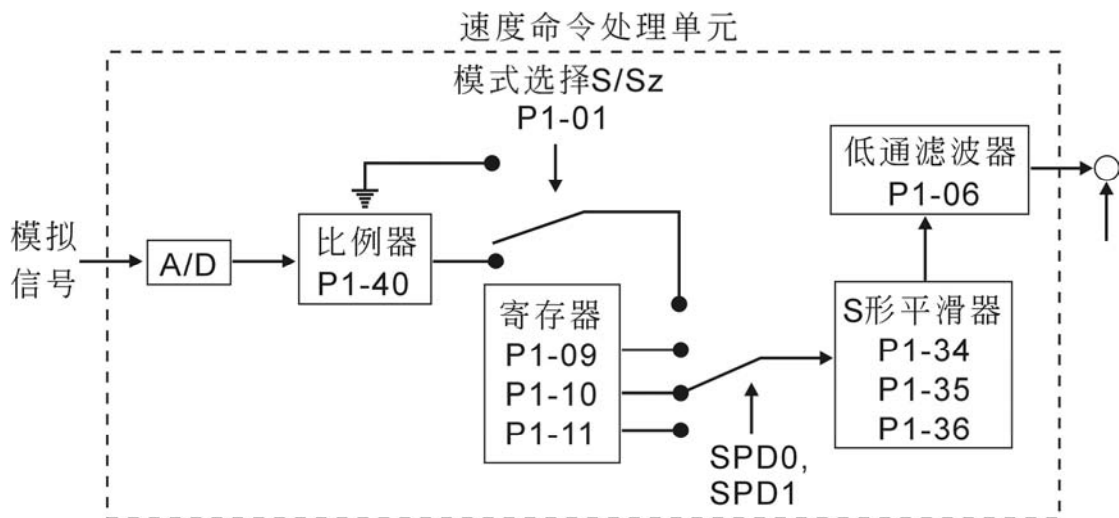 速度命令处理单元
模式选择S/Sz
P1-01
模拟
信号
A/D
比例器
P1-40
寄存器
P1-09
P1-10
P1-11
SPD0,
SPD1
低通滤波器
P1-06
S形平滑器
P1-34
P1-35
P1-36